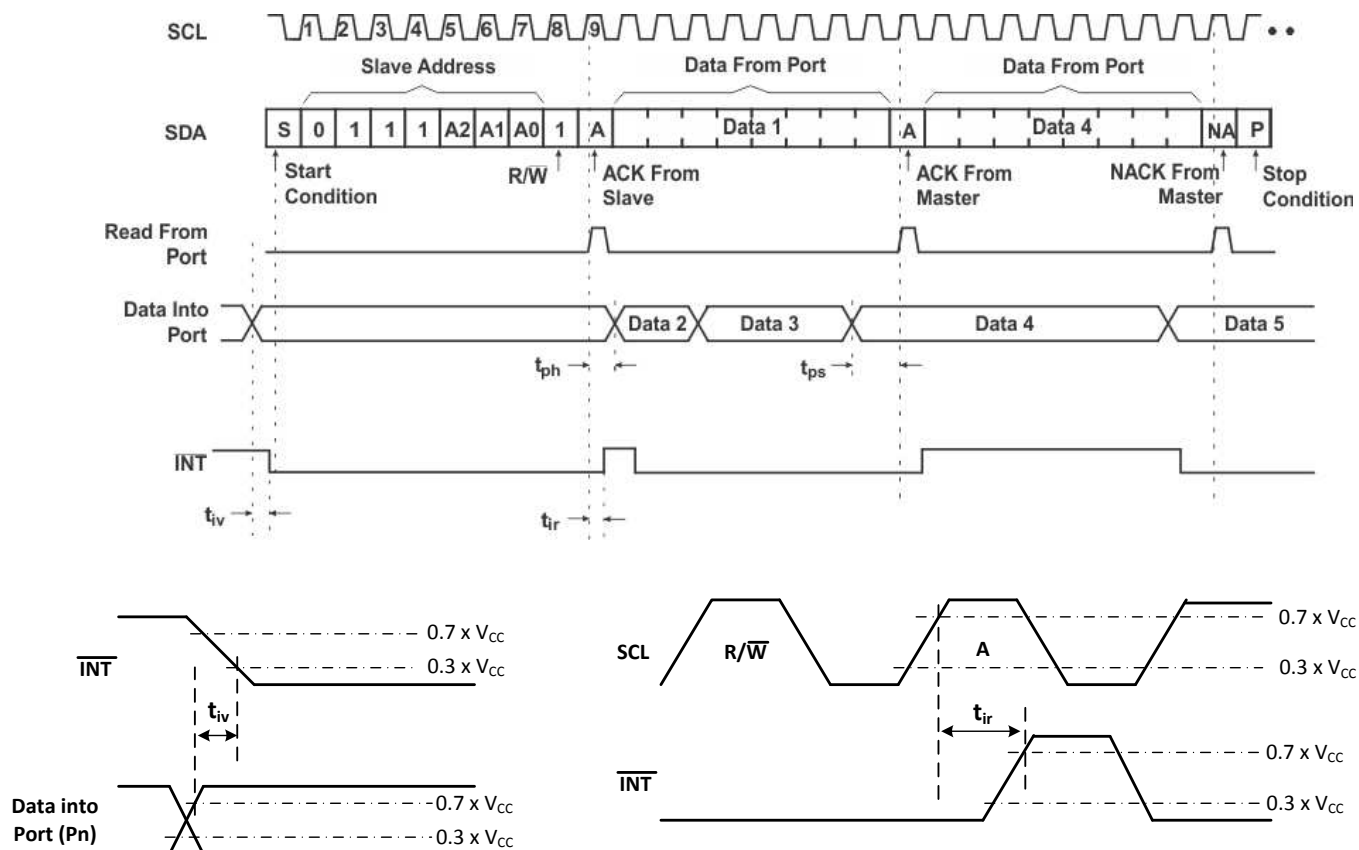 SCL 1 2 3 4 5 6 7 8 9
Slave Address Data From Port Data From Port
SDA S 0 1 1 1 A2 A1 A0 1 A Data 1 A Data 4 NA P
Start Condition
R/W̅
ACK From Slave
ACK From Master
NACK From Master
Stop Condition
Read From Port
Data Into Port Data 2 Data 3 Data 4 Data 5
tph tps
INT
tiv tir
0.7 x VCC
INT
0.3 x VCC
tiv
Data into Port (Pn)
0.7 x VCC
0.3 x VCC
SCL R/W̅ A
0.7 x VCC
0.3 x VCC
tir
INT
0.7 x VCC
0.3 x VCC